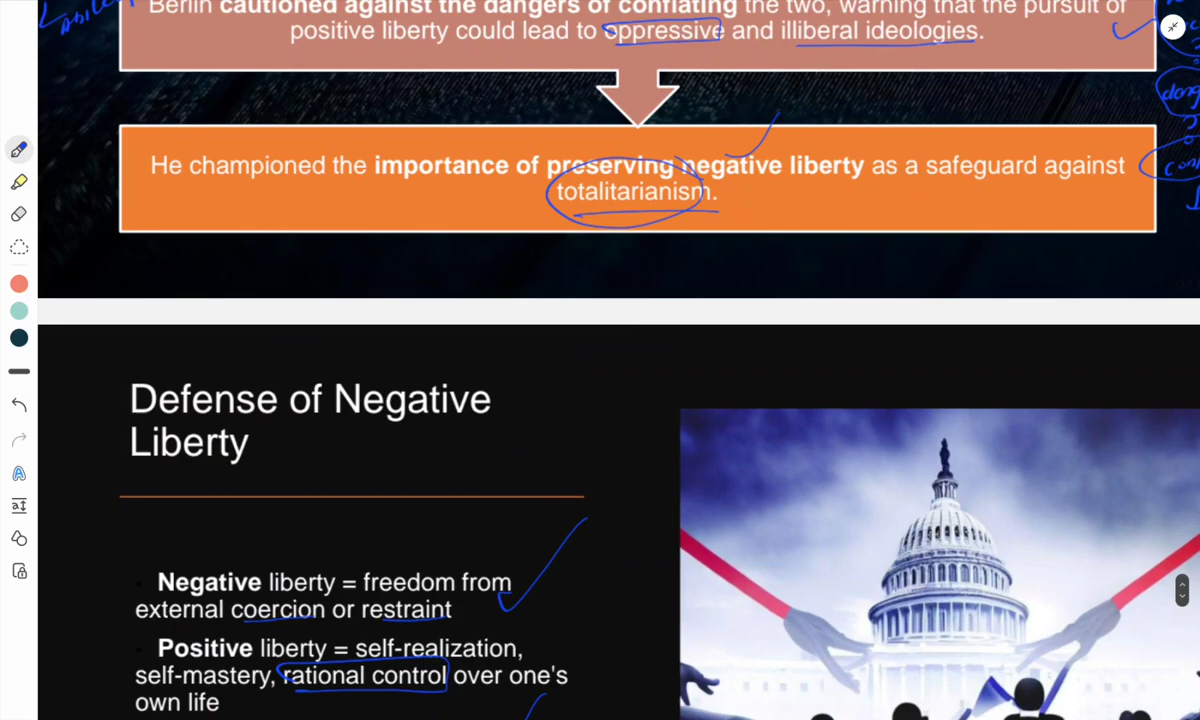 Berlin cautioned against the dangers of conflating the two, warning that the pursuit of
positive liberty could lead to oppressive and illiberal ideologies.
He championed the importance of preserving negative liberty as a safeguard against
totalitarianism.
Defense of Negative
Liberty
Negative liberty = freedom from
external coercion or restraint
Positive liberty = self-realization,
self-mastery, rational control over one's
own life